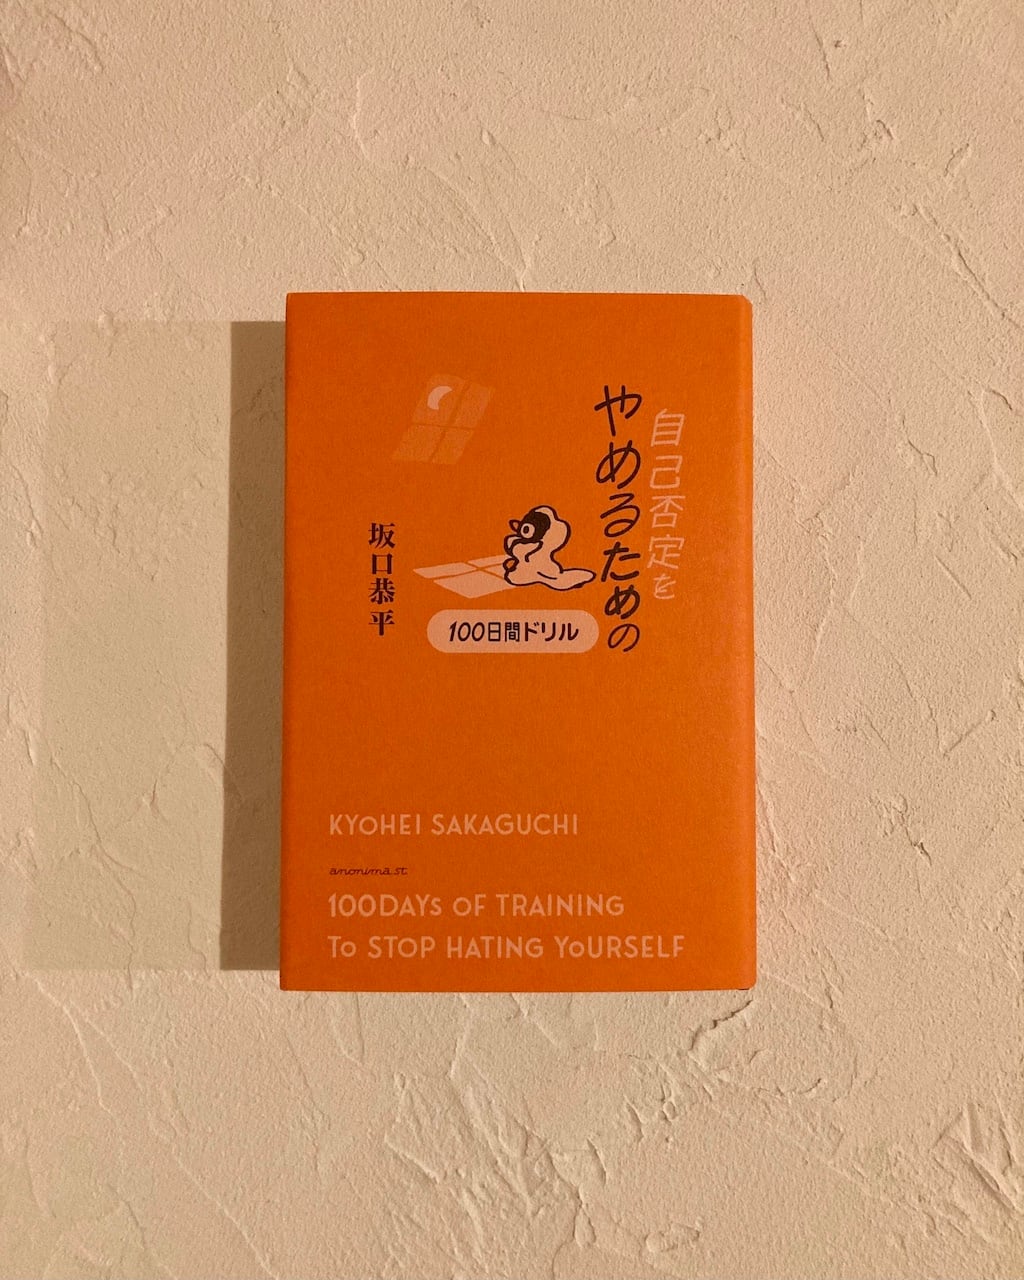 自己否定を
やめるための
100日間ドリル
坂口恭平
KYOHEI SAKAGUCHI
anonima st.
100DAYS OF TRAINING
To STOP HATING YoURSELF